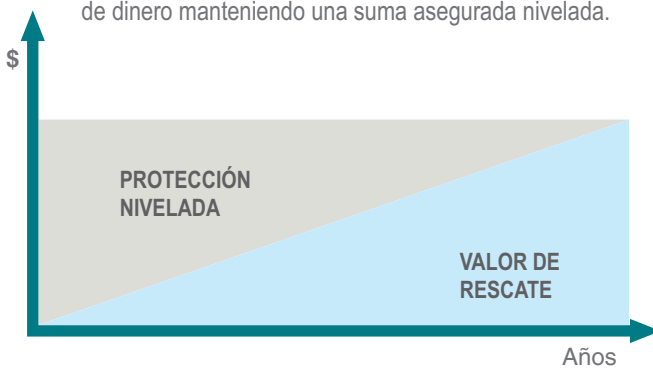 de dinero manteniendo una suma asegurada nivelada.
$
PROTECCIÓN
NIVELADA
VALOR DE
RESCATE
Años